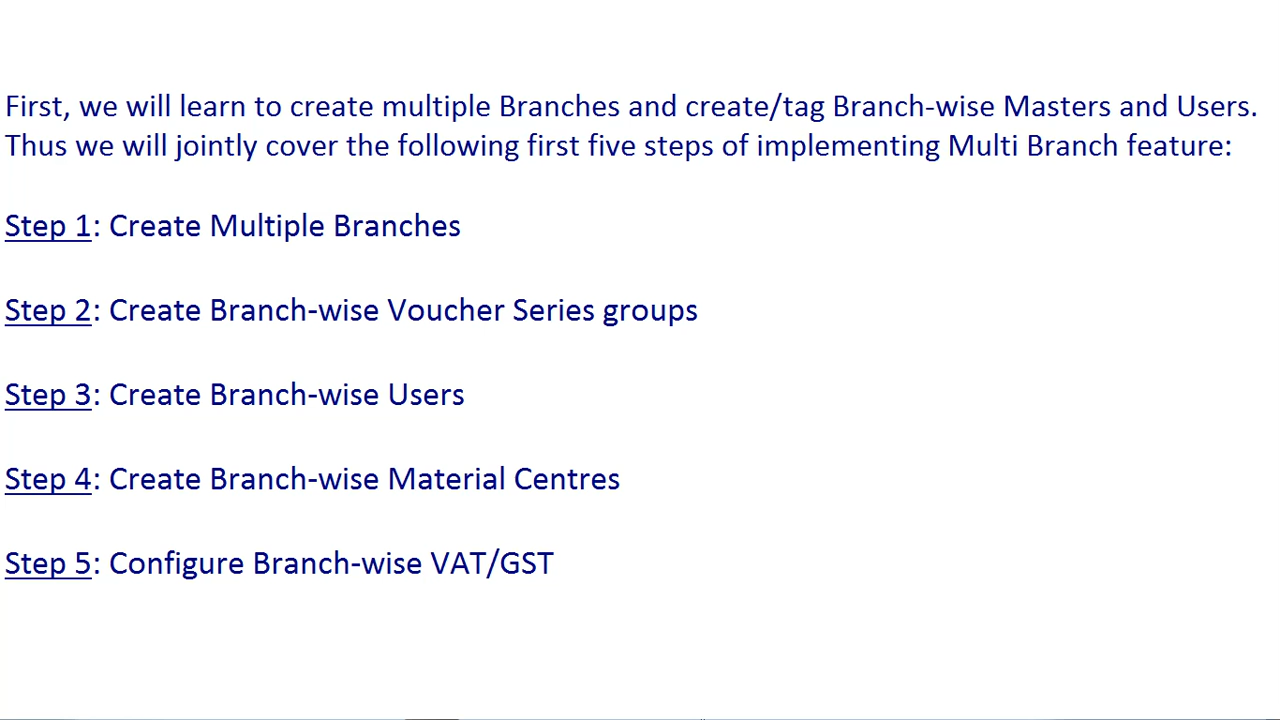 First, we will learn to create multiple Branches and create/tag Branch-wise Masters and Users.
Thus we will jointly cover the following first five steps of implementing Multi Branch feature:
Step 1: Create Multiple Branches
Step 2: Create Branch-wise Voucher Series groups
Step 3: Create Branch-wise Users
Step 4: Create Branch-wise Material Centres
Step 5: Configure Branch-wise VAT/GST